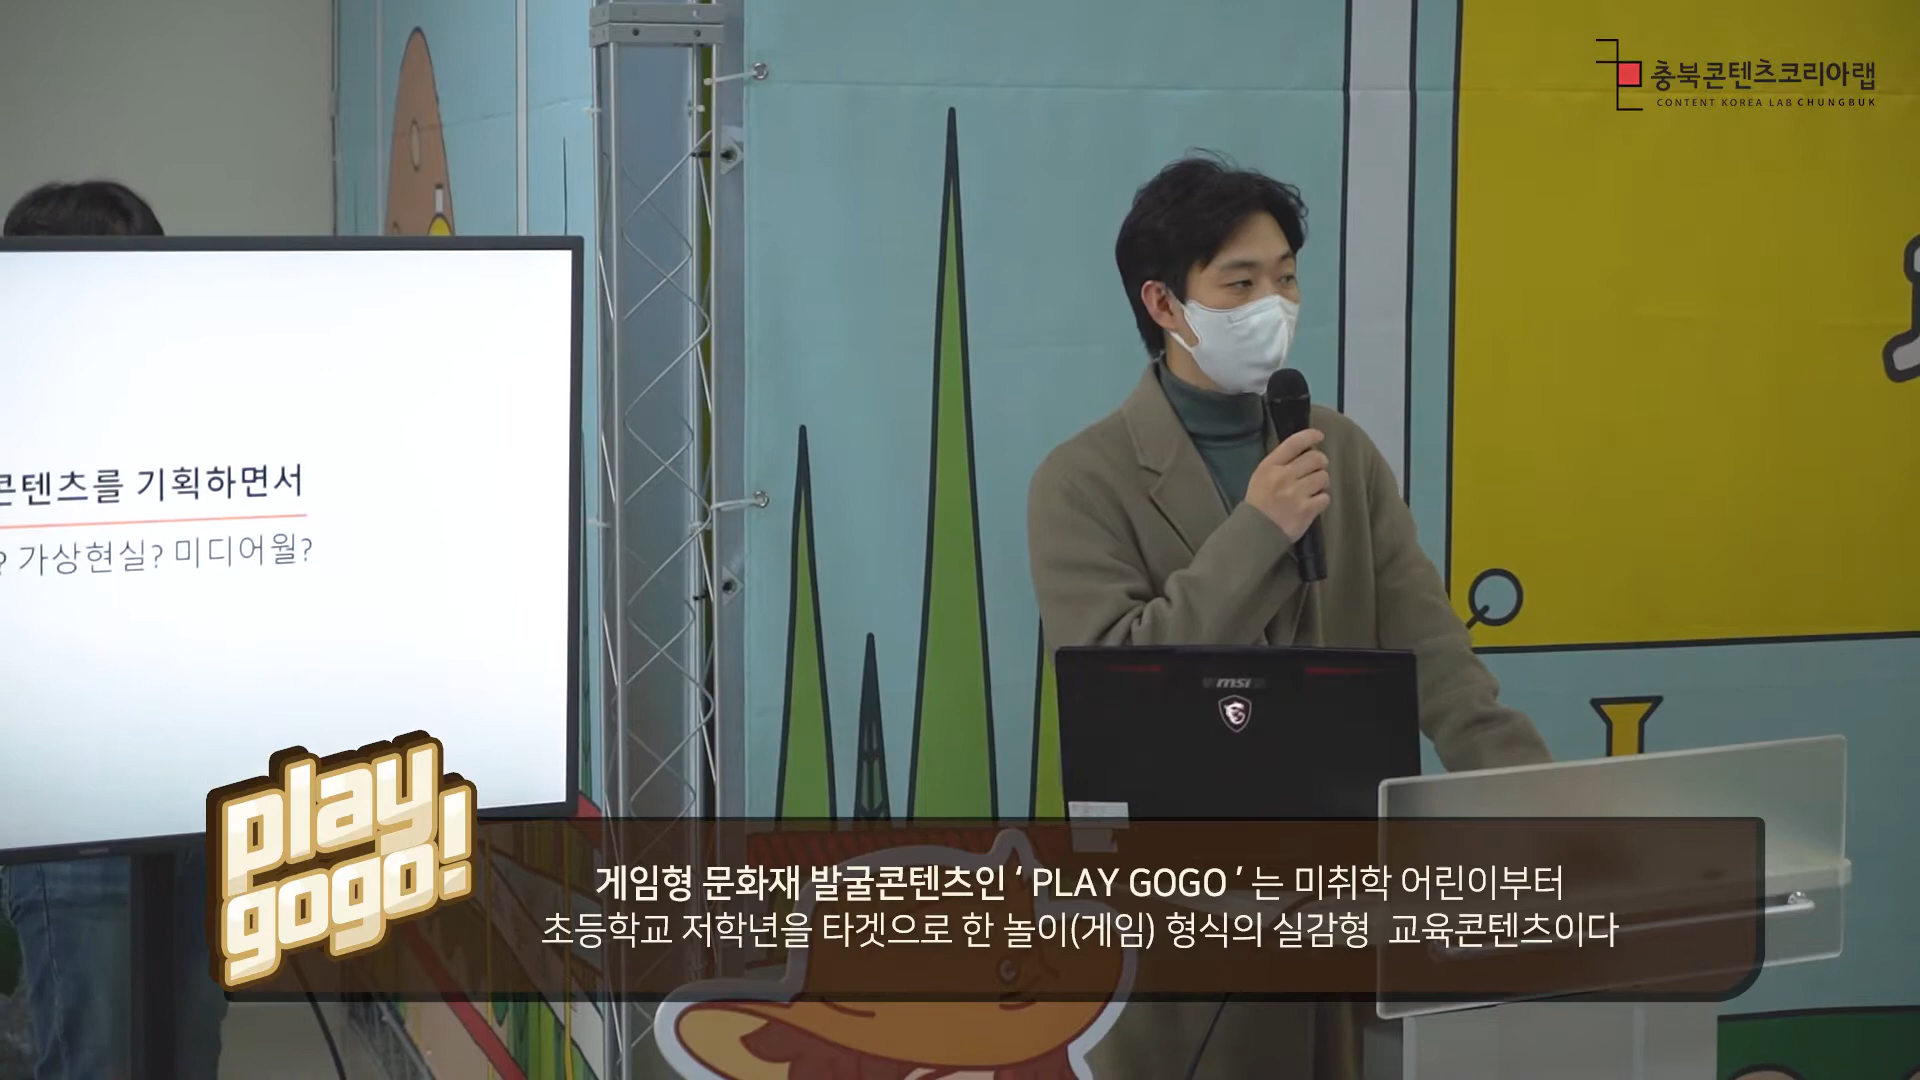 충북콘텐츠코리아랩
CONTENT KOREA LAB CHUNGBUK
콘텐츠를 기획하면서
? 가상현실? 미디어월?
msi
play
gogo!
게임형 문화재 발굴콘텐츠인 ‘ PLAY GOGO ’ 는 미취학 어린이부터
초등학교 저학년을 타겟으로 한 놀이(게임) 형식의 실감형 교육콘텐츠이다